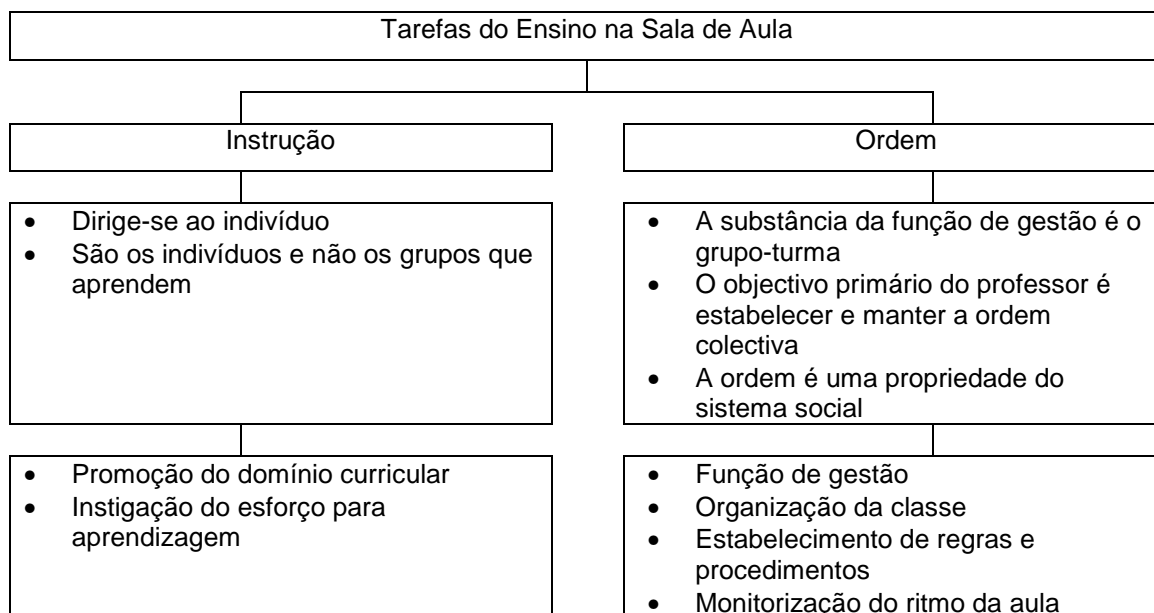 Tarefas do Ensino na Sala de Aula
Instrução
Ordem
• Dirige-se ao indivíduo
• São os indivíduos e não os grupos que
aprendem
• A substância da função de gestão é o
grupo-turma
• O objectivo primário do professor é
estabelecer e manter a ordem
colectiva
• A ordem é uma propriedade do
sistema social
• Promoção do domínio curricular
• Instigação do esforço para
aprendizagem
• Função de gestão
• Organização da classe
• Estabelecimento de regras e
procedimentos
• Monitorização do ritmo da aula